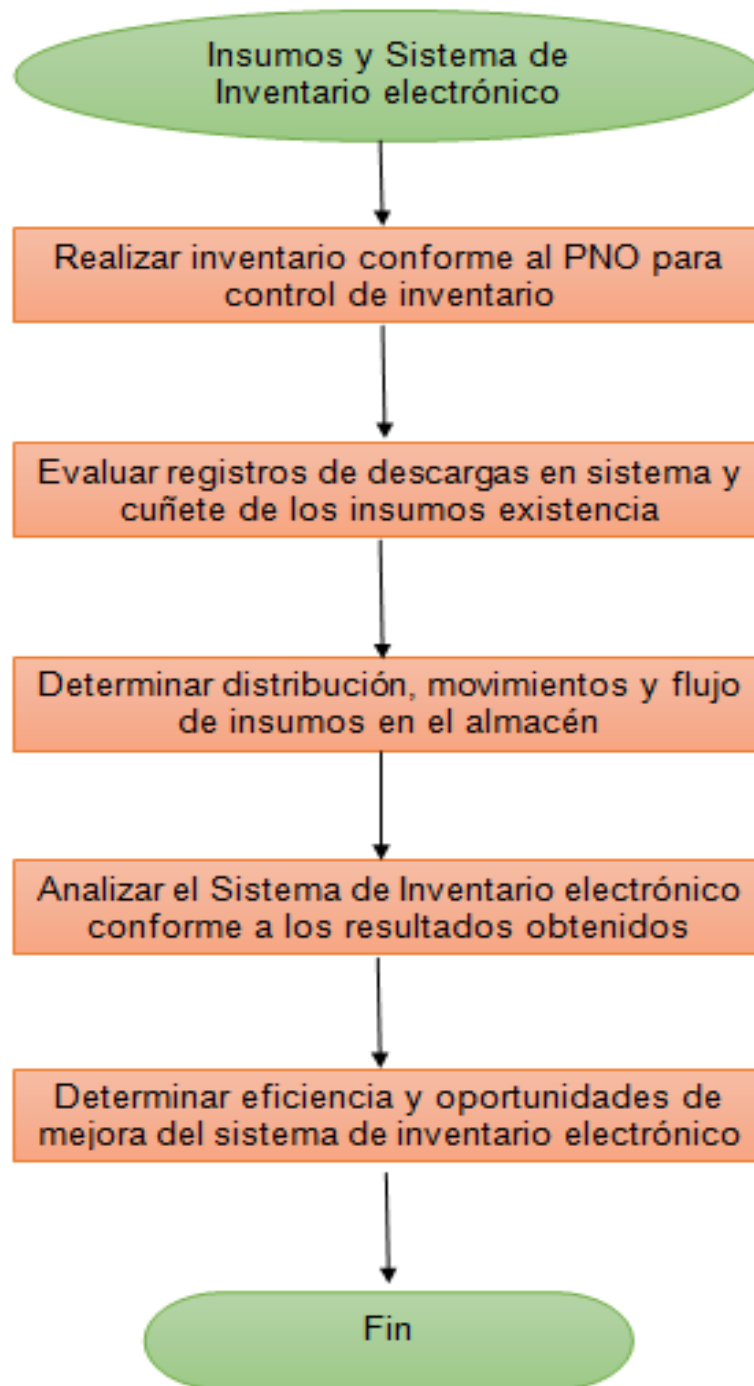 Insumos y Sistema de
Inventario electrónico
Realizar inventario conforme al PNO para
control de inventario
Evaluar registros de descargas en sistema y
cuñete de los insumos existencia
Determinar distribución, movimientos y flujo
de insumos en el almacén
Analizar el Sistema de Inventario electrónico
conforme a los resultados obtenidos
Determinar eficiencia y oportunidades de
mejora del sistema de inventario electrónico
Fin